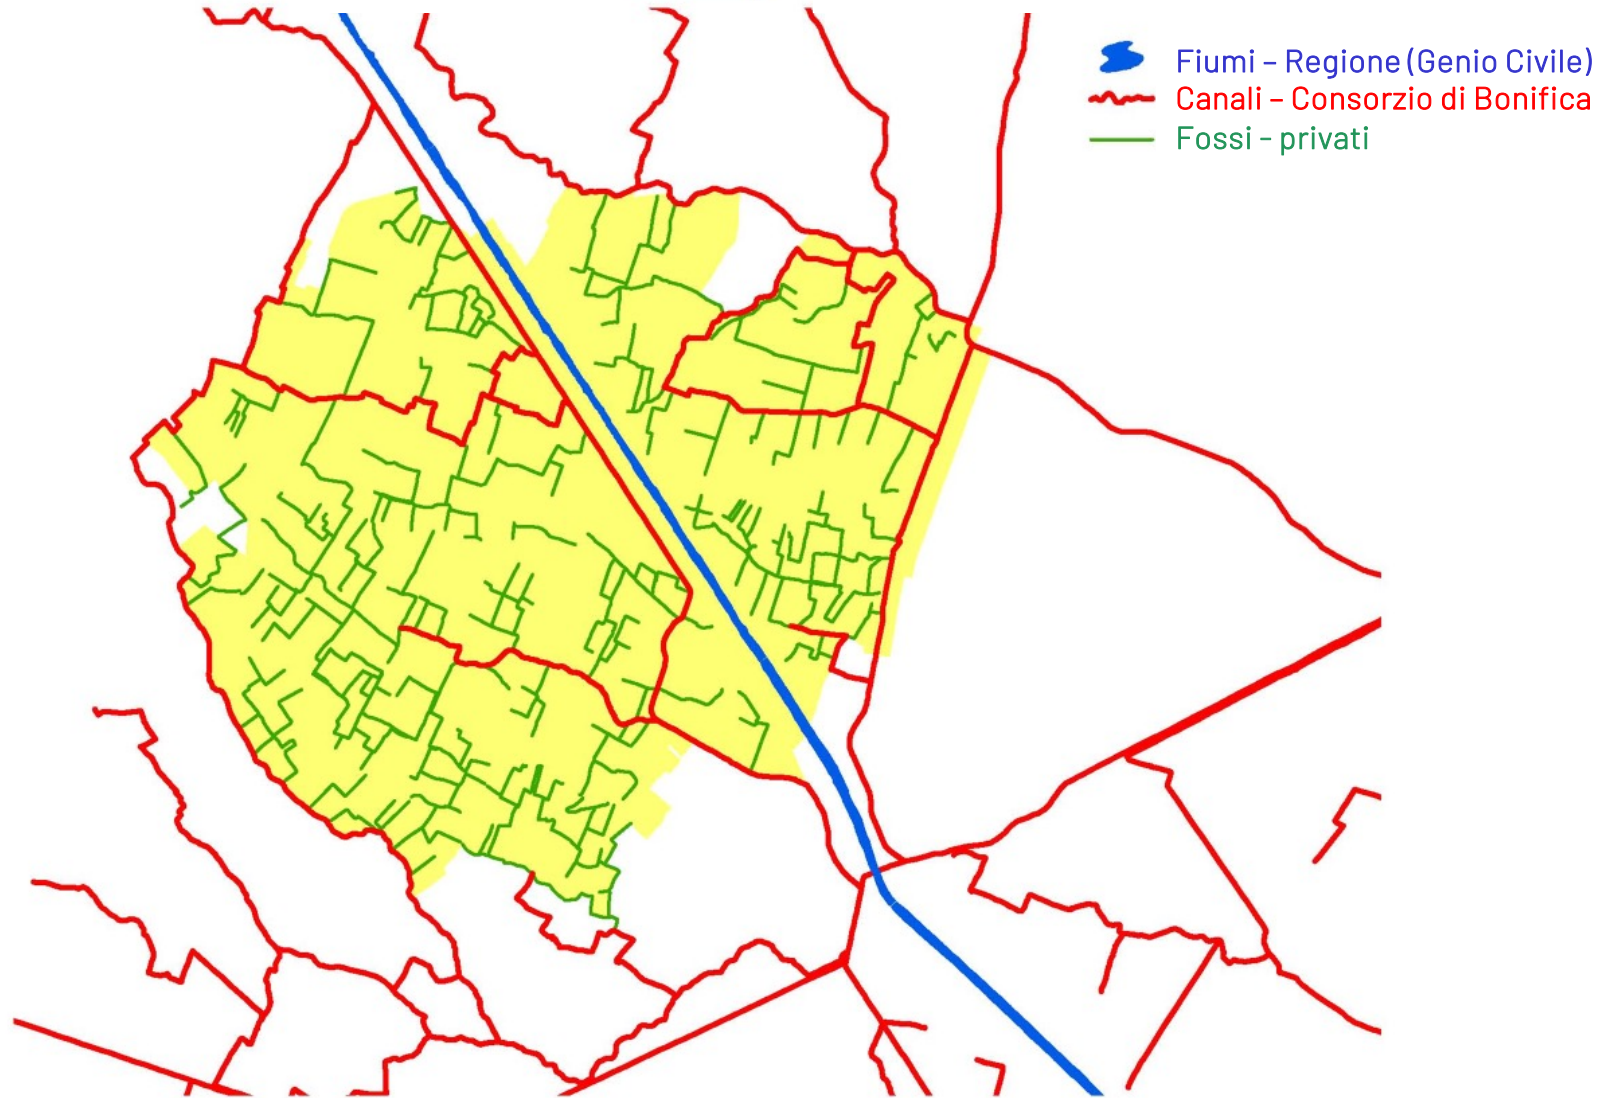 Fiumi – Regione (Genio Civile)
Canali – Consorzio di Bonifica
Fossi - privati